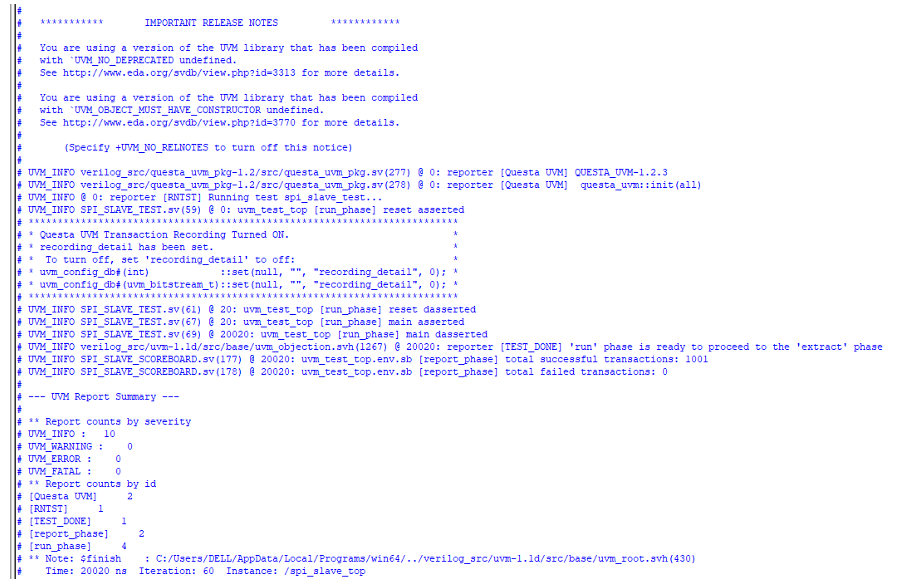 #
# *********** IMPORTANT RELEASE NOTES ************
#
# You are using a version of the UVM library that has been compiled
# with `UVM_NO_DEPRECATED undefined.
# See http://www.eda.org/svdb/view.php?id=3313 for more details.
#
# You are using a version of the UVM library that has been compiled
# with `UVM_OBJECT_MUST_HAVE_CONSTRUCTOR undefined.
# See http://www.eda.org/svdb/view.php?id=3770 for more details.
#
# (Specify +UVM_NO_RELNOTES to turn off this notice)
#
# UVM_INFO verilog_src/questa_uvm_pkg-1.2/src/questa_uvm_pkg.sv(277) @ 0: reporter [Questa UVM] QUESTA_UVM-1.2.3
# UVM_INFO verilog_src/questa_uvm_pkg-1.2/src/questa_uvm_pkg.sv(278) @ 0: reporter [Questa UVM] questa_uvm::init(all)
# UVM_INFO @ 0: reporter [RNTST] Running test spi_slave_test...
# UVM_INFO SPI_SLAVE_TEST.sv(59) @ 0: uvm_test_top [run_phase] reset asserted
# ***********************************************************************
# * Questa UVM Transaction Recording Turned ON. *
# * recording_detail has been set. *
# * To turn off, set 'recording_detail' to off: *
# * uvm_config_db#(int) ::set(null, "", "recording_detail", 0); *
# * uvm_config_db#(uvm_bitstream_t)::set(null, "", "recording_detail", 0); *
# ***********************************************************************
# UVM_INFO SPI_SLAVE_TEST.sv(61) @ 20: uvm_test_top [run_phase] reset dasserted
# UVM_INFO SPI_SLAVE_TEST.sv(67) @ 20: uvm_test_top [run_phase] main asserted
# UVM_INFO SPI_SLAVE_TEST.sv(69) @ 20020: uvm_test_top [run_phase] main dasserted
# UVM_INFO verilog_src/uvm-1.1d/src/base/uvm_objection.svh(1267) @ 20020: reporter [TEST_DONE] 'run' phase is ready to proceed to the 'extract' phase
# UVM_INFO SPI_SLAVE_SCOREBOARD.sv(177) @ 20020: uvm_test_top.env.sb [report_phase] total successful transactions: 1001
# UVM_INFO SPI_SLAVE_SCOREBOARD.sv(178) @ 20020: uvm_test_top.env.sb [report_phase] total failed transactions: 0
#
# --- UVM Report Summary ---
#
# ** Report counts by severity
# UVM_INFO : 10
# UVM_WARNING : 0
# UVM_ERROR : 0
# UVM_FATAL : 0
# ** Report counts by id
# [Questa UVM] 2
# [RNTST] 1
# [TEST_DONE] 1
# [report_phase] 2
# [run_phase] 4
# ** Note: $finish : C:/Users/DELL/AppData/Local/Programs/win64/../verilog_src/uvm-1.1d/src/base/uvm_root.svh(430)
# Time: 20020 ns Iteration: 60 Instance: /spi_slave_top